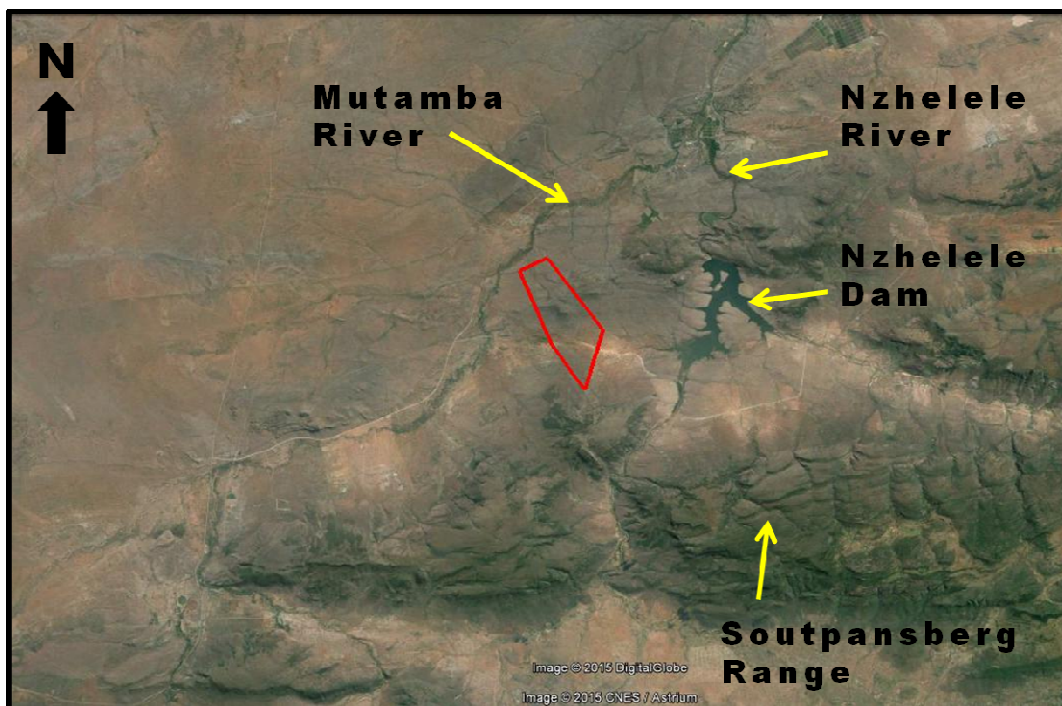 N
Mutamba
River
Nzhelele
River
Nzhelele
Dam
Soutpansberg
Range
Image © 2015 DigitalGlobe
Image © 2015 CNES / Astrium